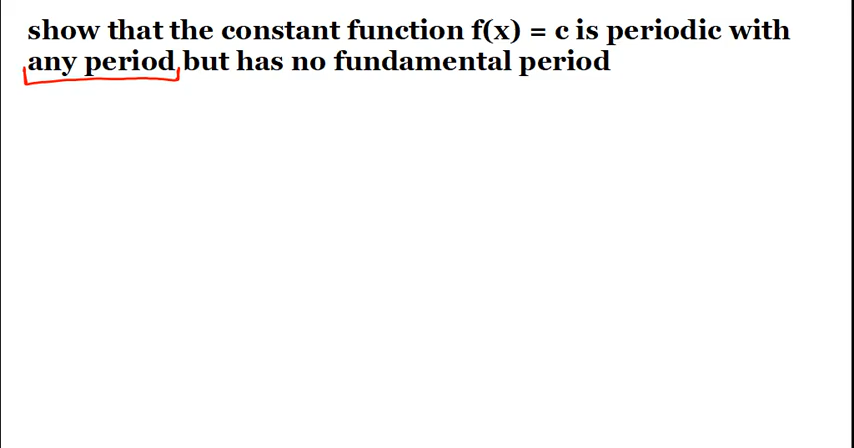 show that the constant function f(x) = c is periodic with
any period but has no fundamental period